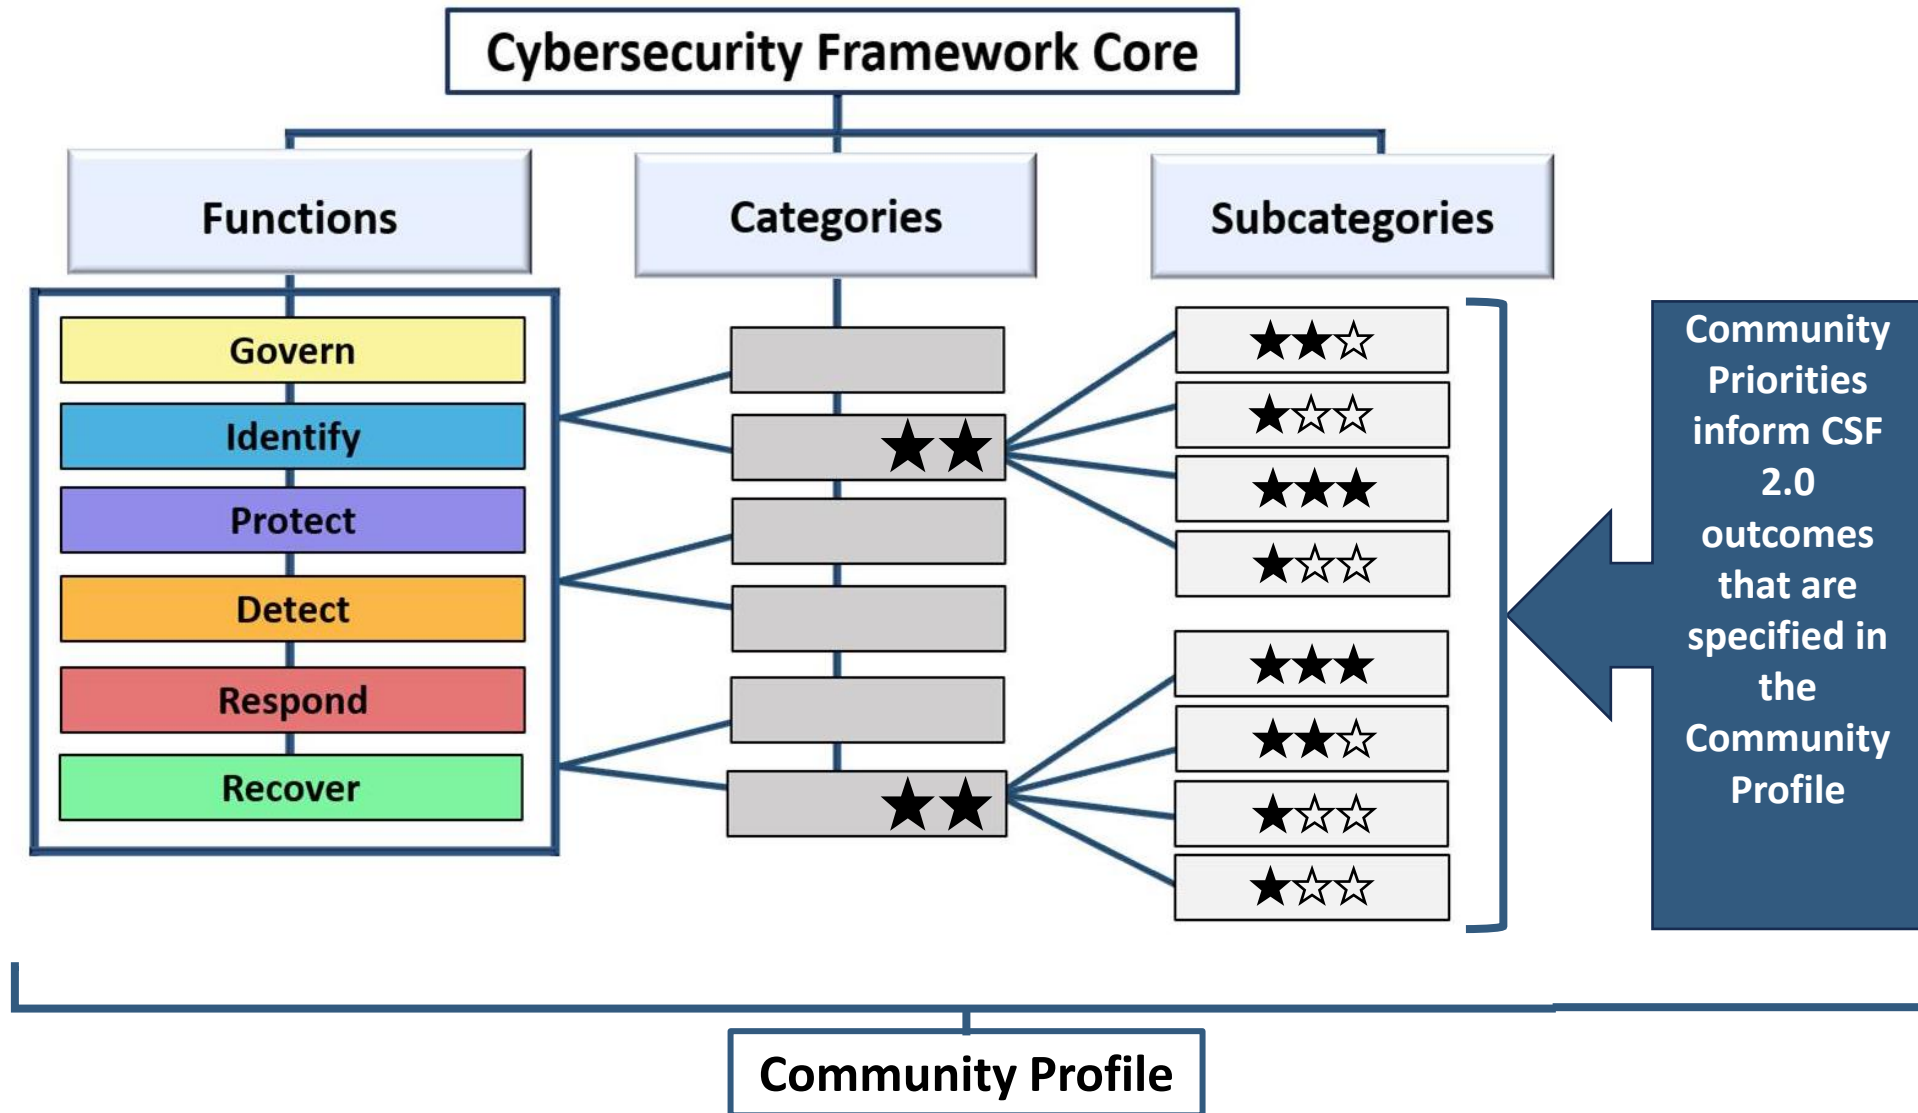 Cybersecurity Framework Core
Functions
Categories
Subcategories
Govern
Identify
Protect
Detect
Respond
Recover
★★
★★
★★☆
★☆☆
★★★
★☆☆
★★★
★★☆
★☆☆
★☆☆
Community
Priorities
inform CSF
2.0
outcomes
that are
specified in
the
Community
Profile
Community Profile